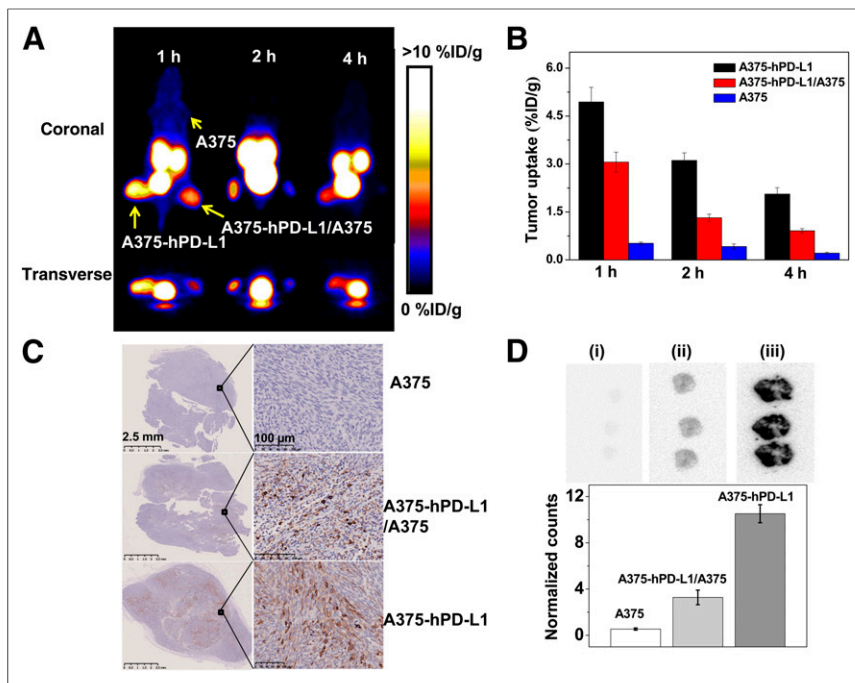 A
1 h
2 h
4 h
>10 %ID/g
Coronal
A375
A375-hPD-L1
A375-hPD-L1/A375
Transverse
0 %ID/g
B
A375-hPD-L1
A375-hPD-L1/A375
A375
Tumor uptake (%ID/g)
6.0
4.5
3.0
1.5
0.0
1 h
2 h
4 h
C
A375
2.5 mm
100 µm
A375-hPD-L1
/A375
A375-hPD-L1
D
(i)
(ii)
(iii)
Normalized counts
12
8
4
0
A375
A375-hPD-L1/A375
A375-hPD-L1